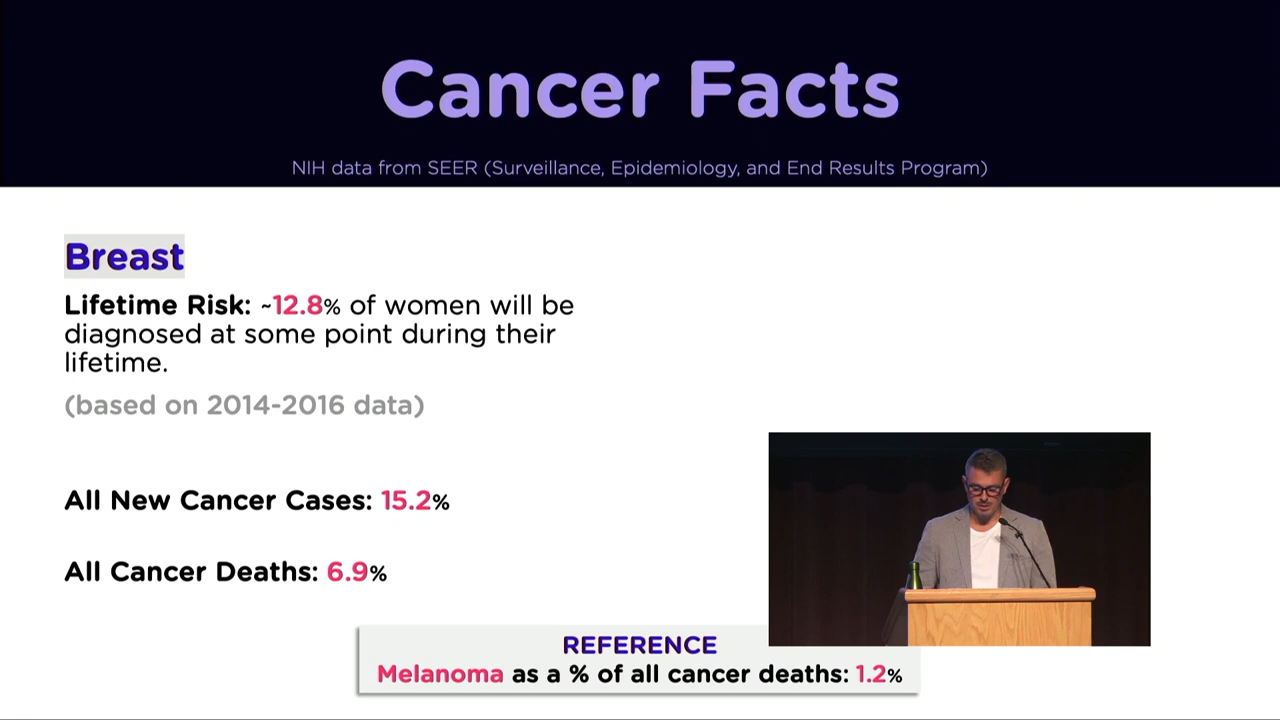 Cancer Facts
NIH data from SEER (Surveillance, Epidemiology, and End Results Program)
Breast
Lifetime Risk: ~12.8% of women will be
diagnosed at some point during their
lifetime.
(based on 2014-2016 data)
All New Cancer Cases: 15.2%
All Cancer Deaths: 6.9%
REFERENCE
Melanoma as a % of all cancer deaths: 1.2%